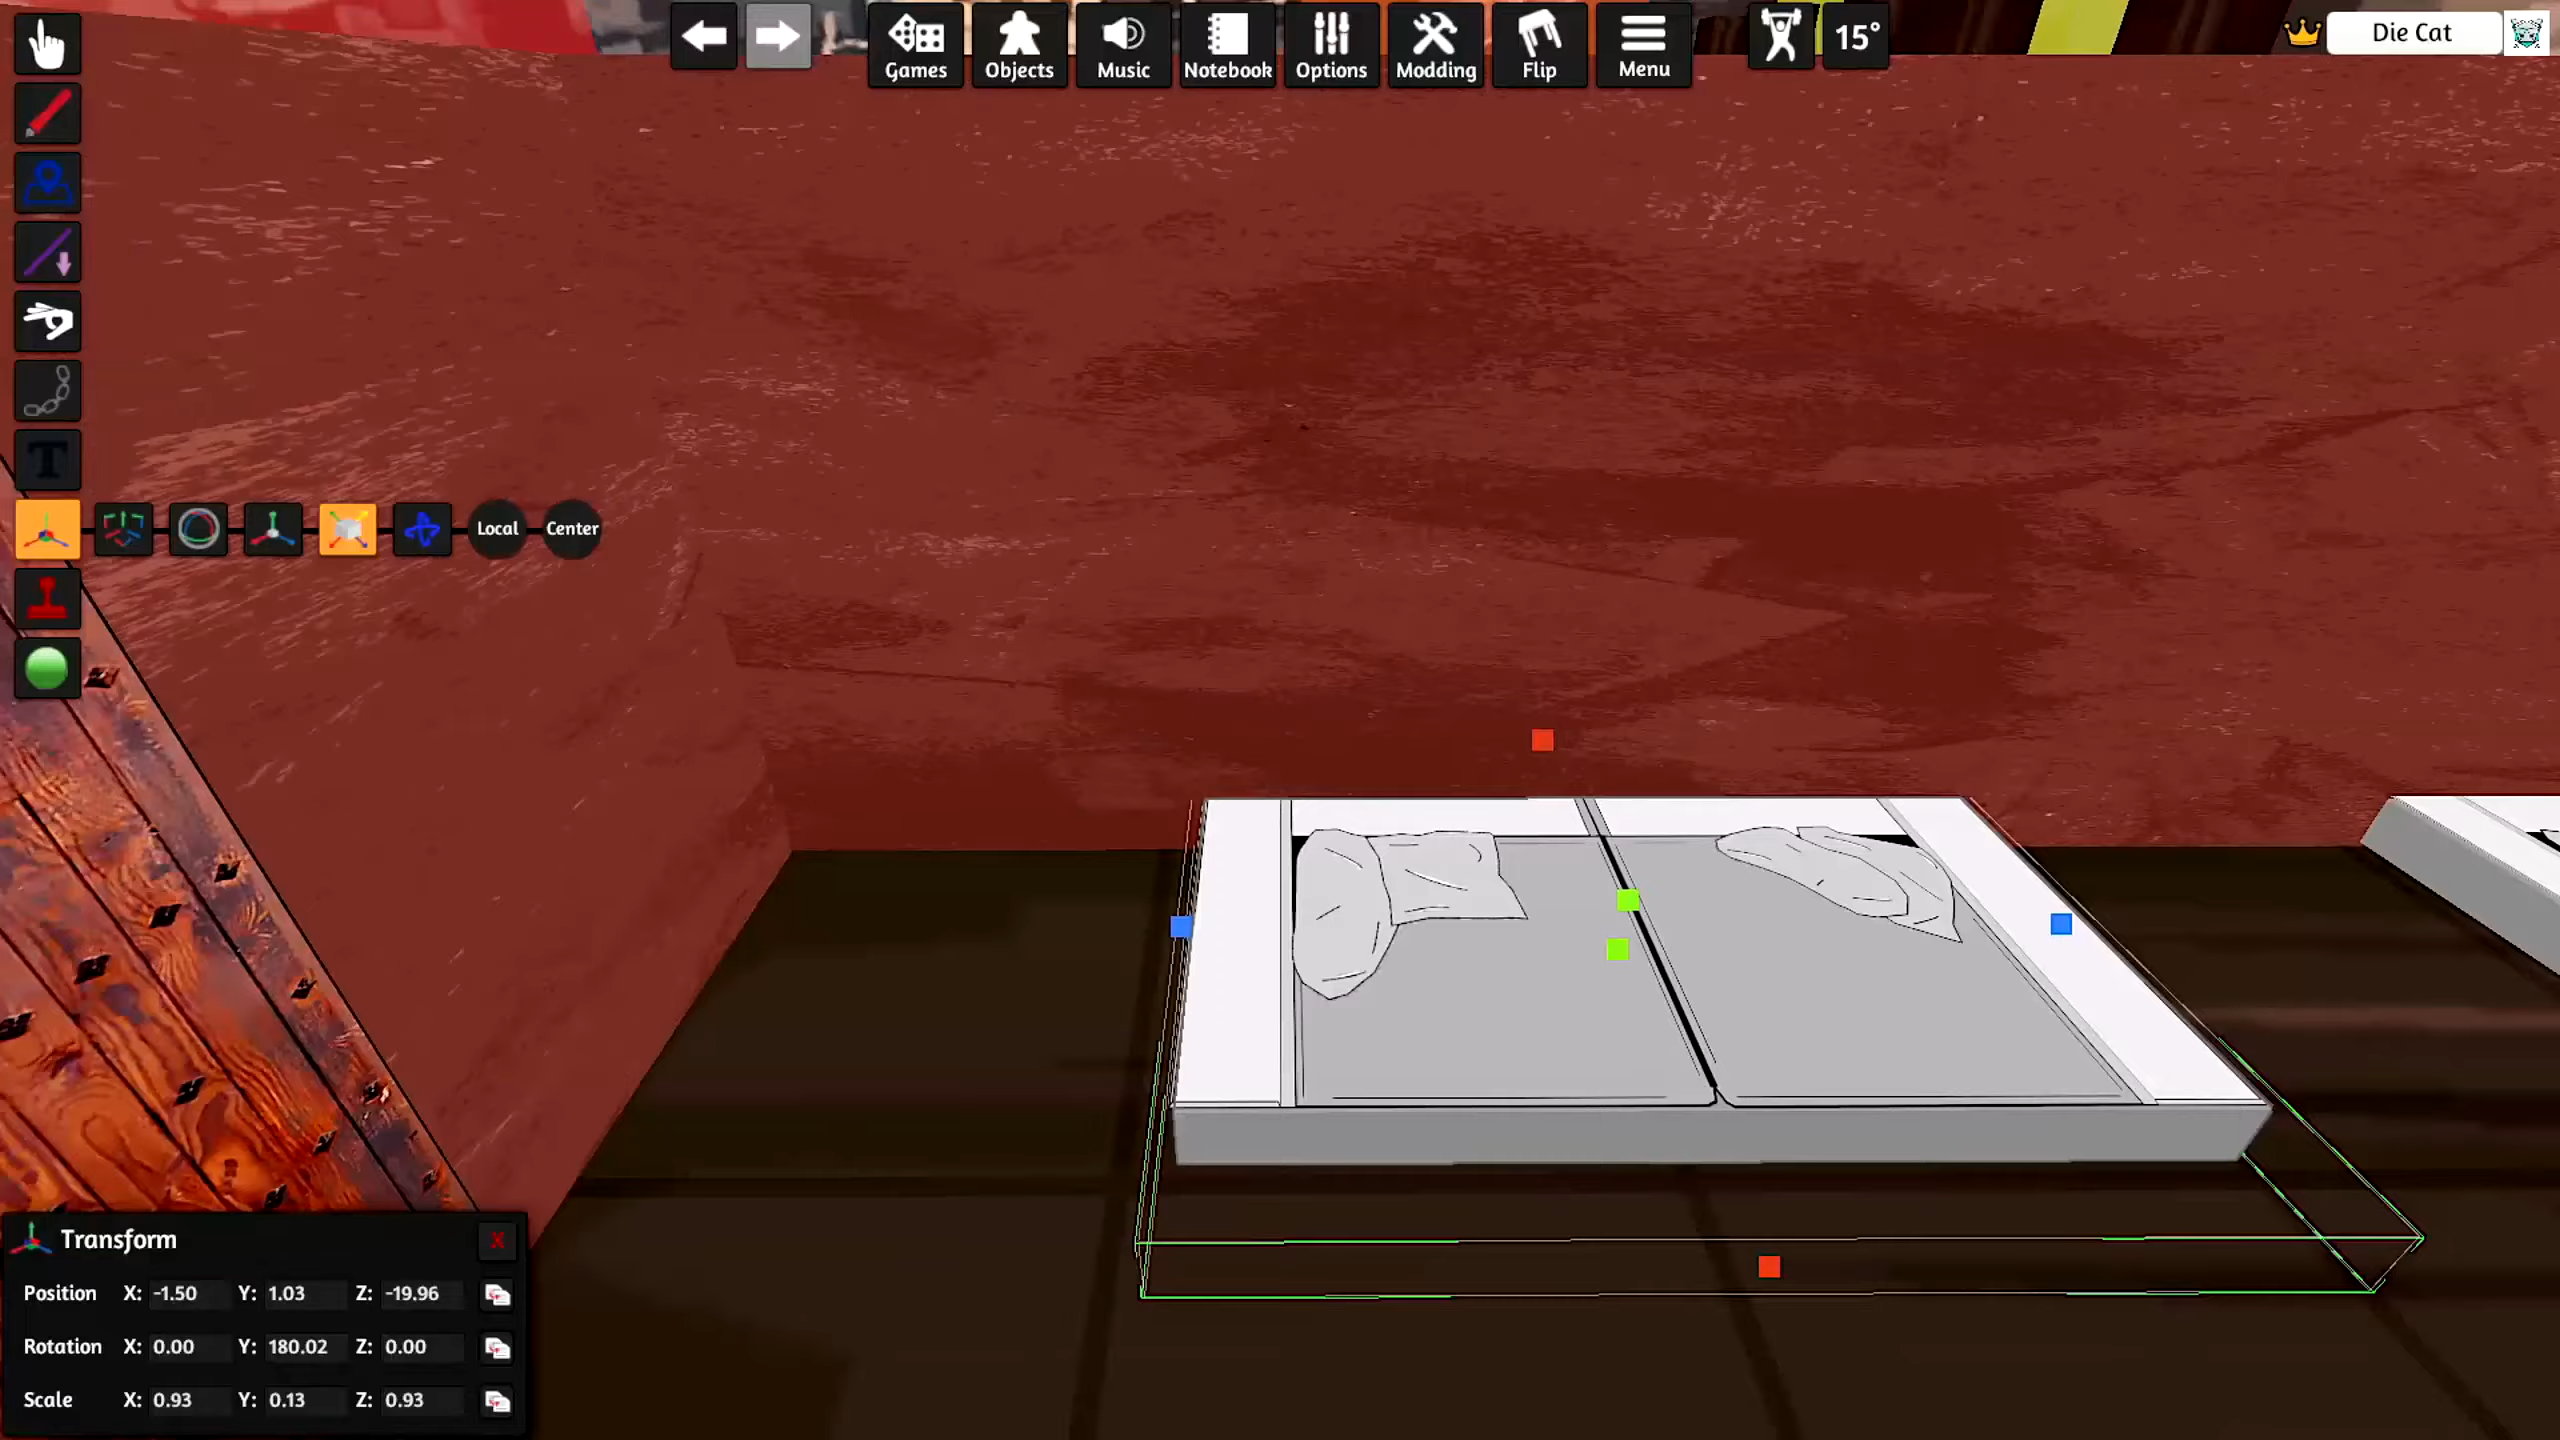 Games
Objects
Music
Notebook
Options
Modding
Flip
Menu
15°
Die Cat
T
Local
Center
Transform
X
Position X: -1.50 Y: 1.03 Z: -19.96
Rotation X: 0.00 Y: 180.02 Z: 0.00
Scale X: 0.93 Y: 0.13 Z: 0.93